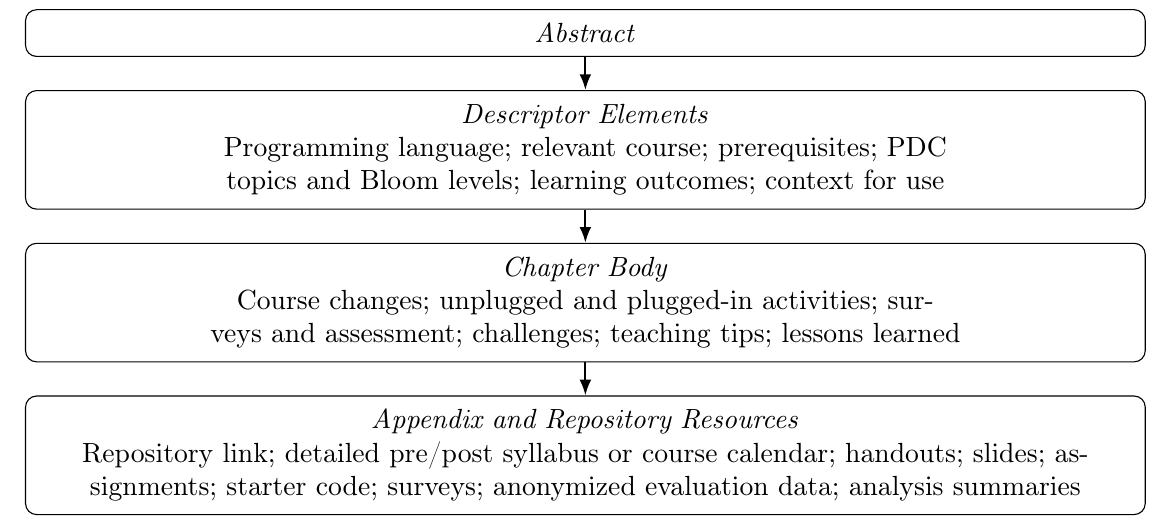 Abstract
Descriptor Elements
Programming language; relevant course; prerequisites; PDC
topics and Bloom levels; learning outcomes; context for use
Chapter Body
Course changes; unplugged and plugged-in activities; sur-
veys and assessment; challenges; teaching tips; lessons learned
Appendix and Repository Resources
Repository link; detailed pre/post syllabus or course calendar; handouts; slides; as-
signments; starter code; surveys; anonymized evaluation data; analysis summaries